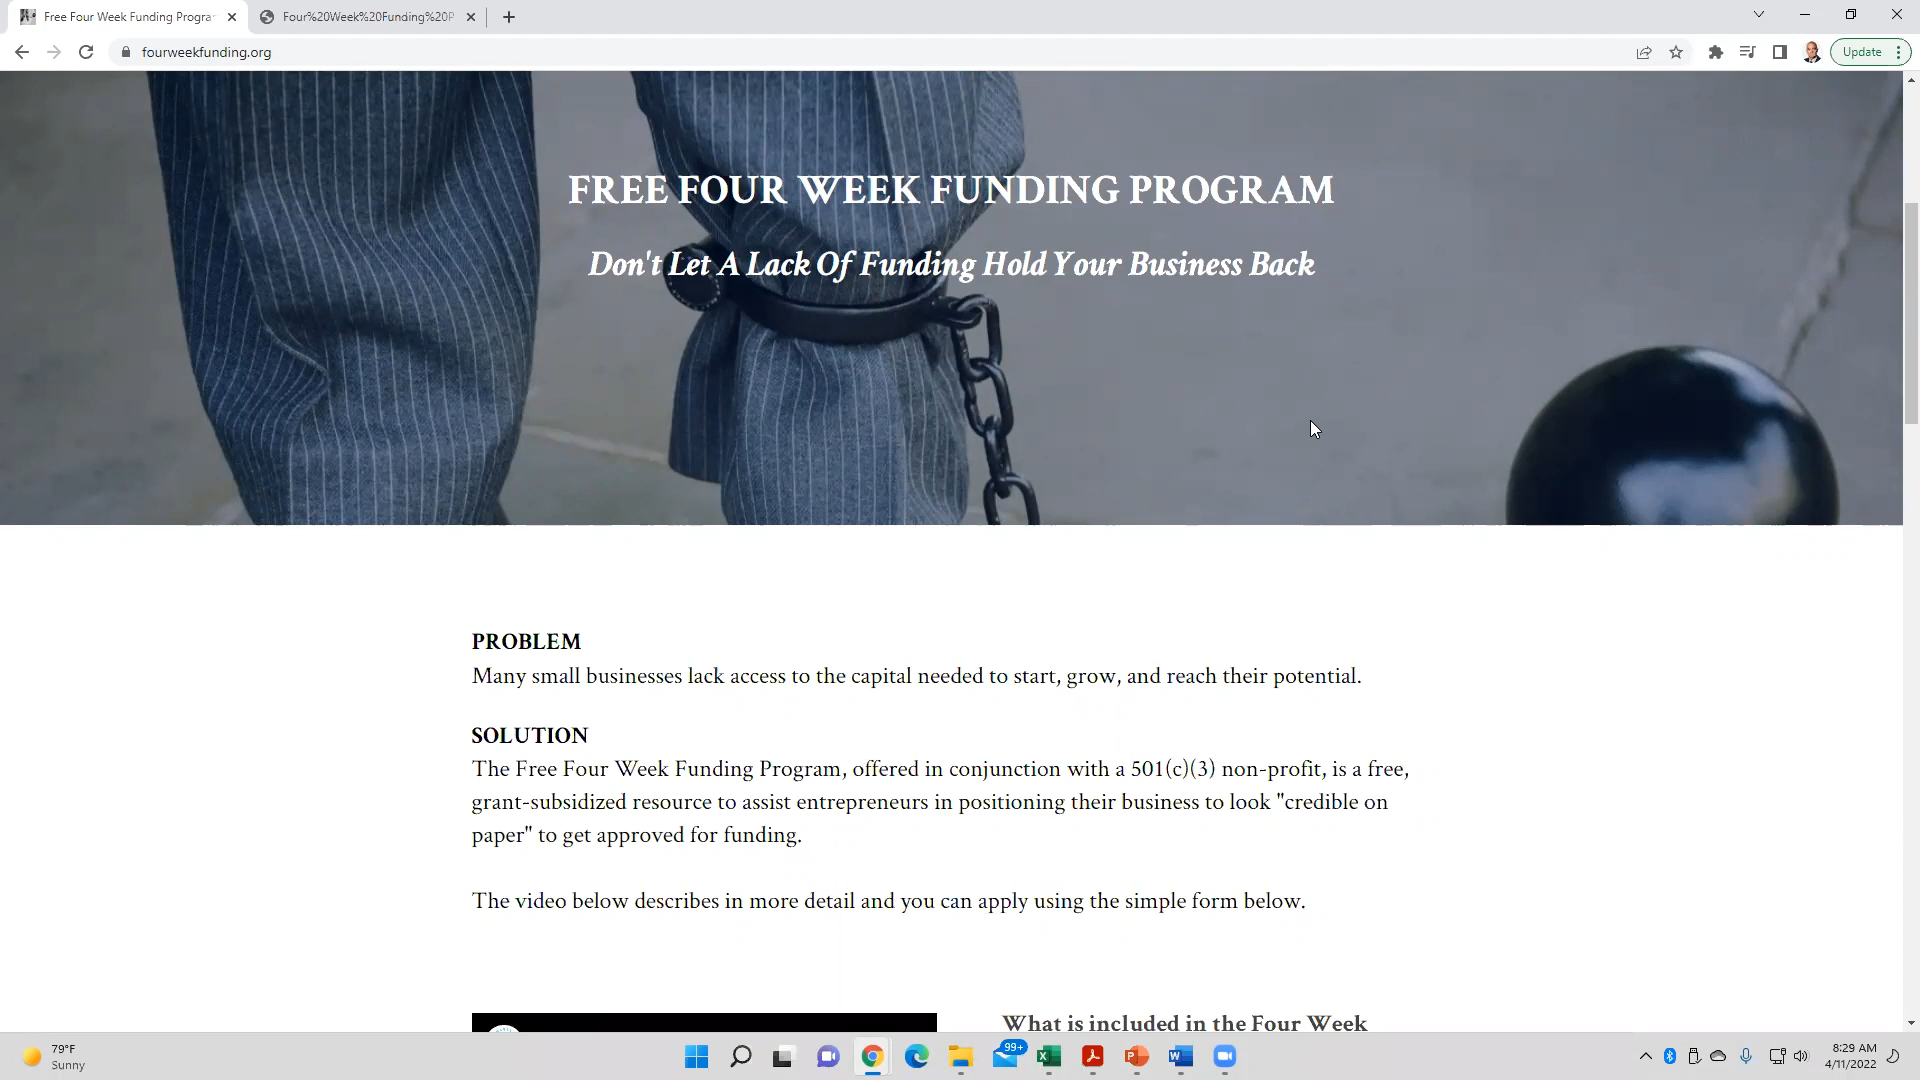 Free Four Week Funding Progra
Four%20Week%20Funding%20P
fourweekfunding.org
Update
FREE FOUR WEEK FUNDING PROGRAM
Don't Let A Lack Of Funding Hold Your Business Back
PROBLEM
Many small businesses lack access to the capital needed to start, grow, and reach their potential.
SOLUTION
The Free Four Week Funding Program, offered in conjunction with a 501(c)(3) non-profit, is a free,
grant-subsidized resource to assist entrepreneurs in positioning their business to look "credible on
paper" to get approved for funding.
The video below describes in more detail and you can apply using the simple form below.
What is included in the Four Week
79°F
Sunny
99+
8:29 AM
4/11/2022